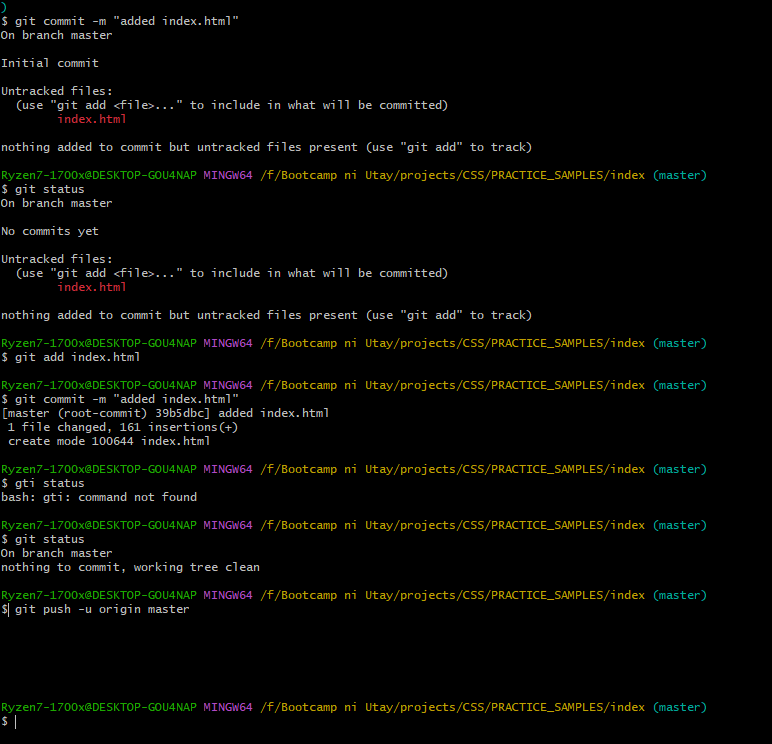 )
$ git commit -m "added index.html"
On branch master
Initial commit
Untracked files:
(use "git add <file>..." to include in what will be committed)
index.html
nothing added to commit but untracked files present (use "git add" to track)
Ryzen7-1700x@DESKTOP-GOU4NAP MINGW64 /f/Bootcamp ni Utay/projects/CSS/PRACTICE_SAMPLES/index (master)
$ git status
On branch master
No commits yet
Untracked files:
(use "git add <file>..." to include in what will be committed)
index.html
nothing added to commit but untracked files present (use "git add" to track)
Ryzen7-1700x@DESKTOP-GOU4NAP MINGW64 /f/Bootcamp ni Utay/projects/CSS/PRACTICE_SAMPLES/index (master)
$ git add index.html
Ryzen7-1700x@DESKTOP-GOU4NAP MINGW64 /f/Bootcamp ni Utay/projects/CSS/PRACTICE_SAMPLES/index (master)
$ git commit -m "added index.html"
[master (root-commit) 39b5dbc] added index.html
1 file changed, 161 insertions(+)
create mode 100644 index.html
Ryzen7-1700x@DESKTOP-GOU4NAP MINGW64 /f/Bootcamp ni Utay/projects/CSS/PRACTICE_SAMPLES/index (master)
$ gti status
bash: gti: command not found
Ryzen7-1700x@DESKTOP-GOU4NAP MINGW64 /f/Bootcamp ni Utay/projects/CSS/PRACTICE_SAMPLES/index (master)
$ git status
On branch master
nothing to commit, working tree clean
Ryzen7-1700x@DESKTOP-GOU4NAP MINGW64 /f/Bootcamp ni Utay/projects/CSS/PRACTICE_SAMPLES/index (master)
$ git push -u origin master
Ryzen7-1700x@DESKTOP-GOU4NAP MINGW64 /f/Bootcamp ni Utay/projects/CSS/PRACTICE_SAMPLES/index (master)
$